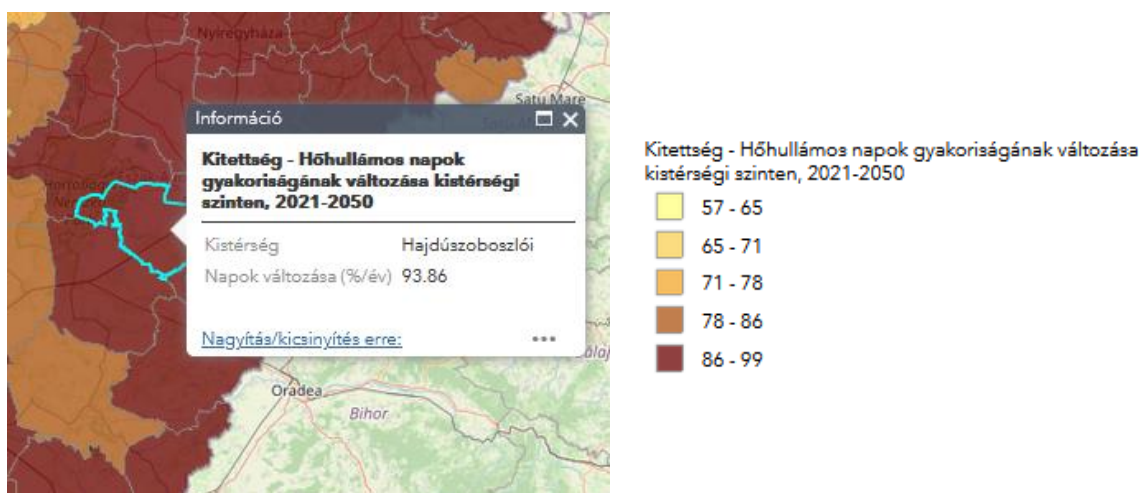 Nyíregyháza
Satu Mare
Információ
Kitettség - Hőhullámos napok
gyakoriságának változása kistérségi
szinten, 2021-2050
Kistérség Hajdúszoboszlói
Napok változása (%/év) 93.86
Nagyítás/kicsinyítés erre:
Oradea
Bihor
Kitettség - Hőhullámos napok gyakoriságának változása
kistérségi szinten, 2021-2050
57 - 65
65 - 71
71 - 78
78 - 86
86 - 99